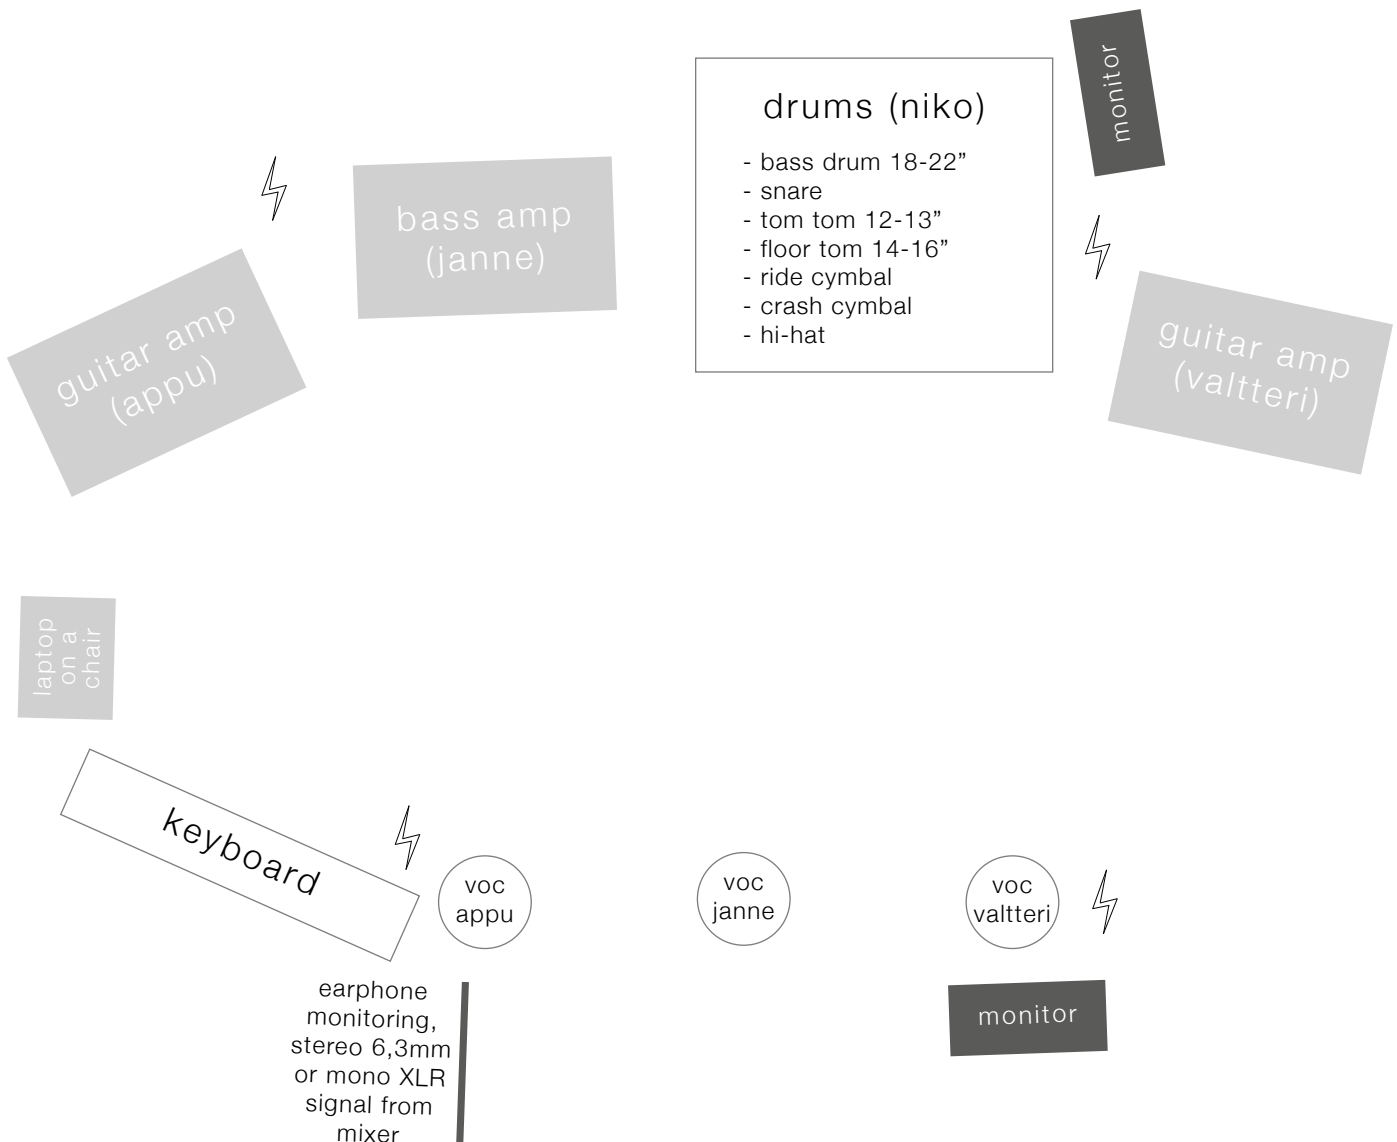 monitor
drums (niko)
- bass drum 18-22”
- snare
- tom tom 12-13”
- floor tom 14-16”
- ride cymbal
- crash cymbal
- hi-hat
bass amp
(janne)
guitar amp
(appu)
guitar amp
(valtteri)
laptop
on a
chair
keyboard
voc
appu
voc
janne
voc
valtteri
earphone
monitoring,
stereo 6,3mm
or mono XLR
signal from
mixer
monitor